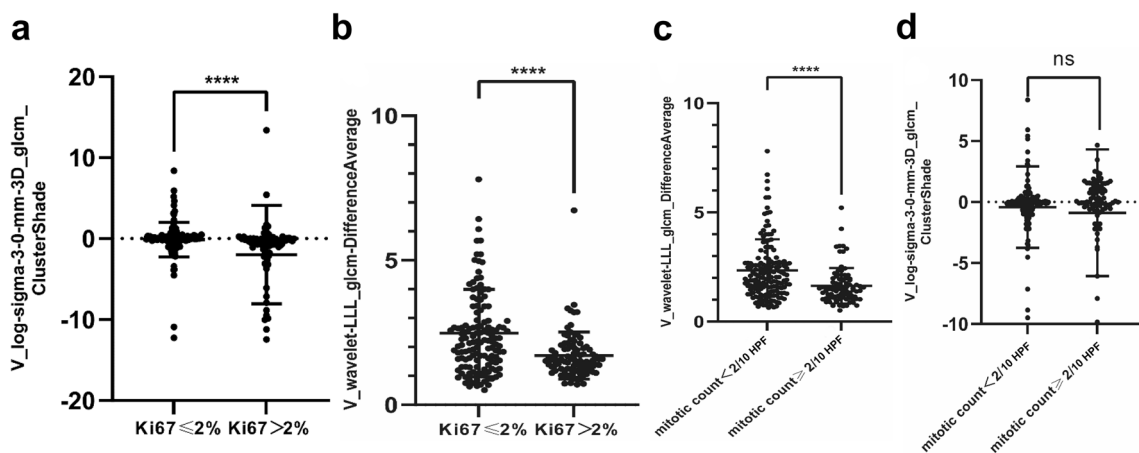 a
V_log-sigma-3-0-mm-3D_glcm_
ClusterShade
20
10
0
-10
-20
****
Ki67≤2%
Ki67>2%
b
V_wavelet-LLL_glcm-DifferenceAverage
10
5
0
****
Ki67≤2%
Ki67>2%
c
V_wavelet-LLL_glcm_DifferenceAverage
10
5
0
****
mitotic count<2/10 HPF
mitotic count≥2/10 HPF
d
V_log-sigma-3-0-mm-3D_glcm_
ClusterShade
10
5
0
-5
-10
ns
mitotic count<2/10 HPF
mitotic count≥2/10 HPF